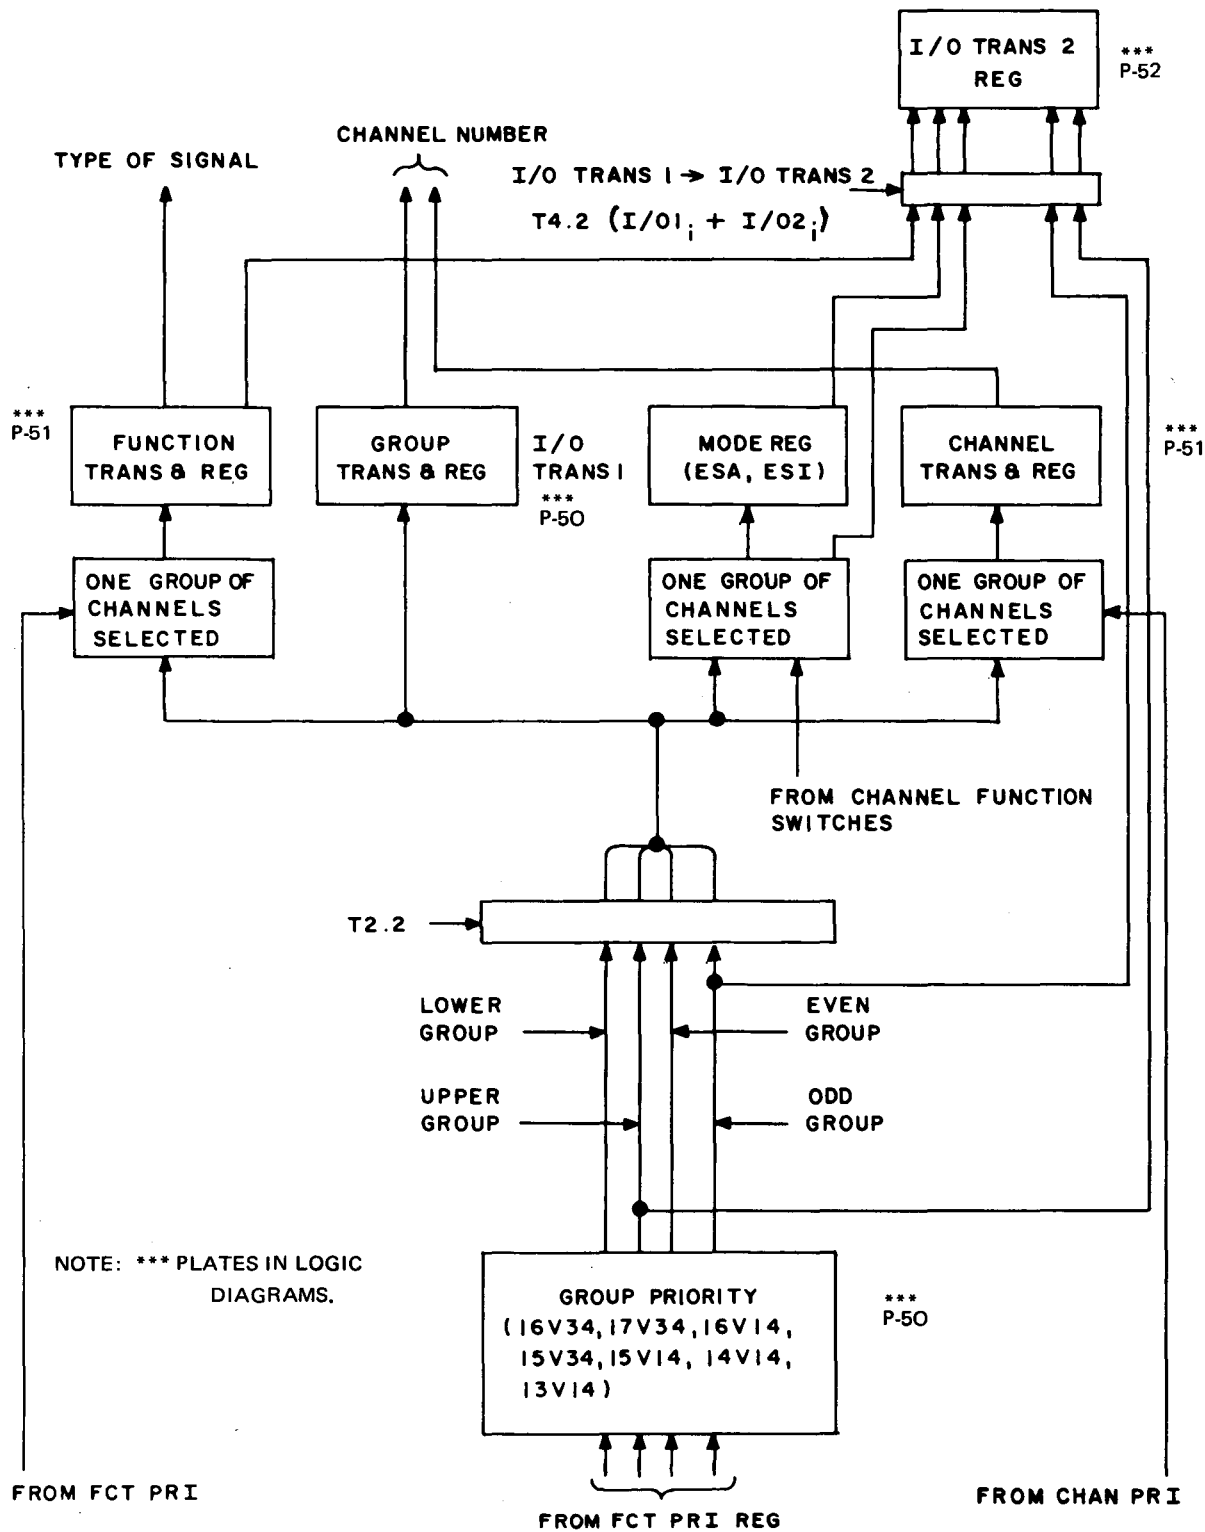 I/O TRANS 2
REG
***
P-52
CHANNEL NUMBER
TYPE OF SIGNAL
I/O TRANS 1 → I/O TRANS 2
T4.2 (I/O1i + I/O2i)
***
P-51
FUNCTION
TRANS & REG
GROUP
TRANS & REG
I/O
TRANS 1
***
P-50
MODE REG
(ESA, ESI)
CHANNEL
TRANS & REG
***
P-51
ONE GROUP OF
CHANNELS
SELECTED
ONE GROUP OF
CHANNELS
SELECTED
ONE GROUP OF
CHANNELS
SELECTED
FROM CHANNEL FUNCTION
SWITCHES
T2.2
LOWER
GROUP
EVEN
GROUP
UPPER
GROUP
ODD
GROUP
NOTE: *** PLATES IN LOGIC
DIAGRAMS.
GROUP PRIORITY
(16V34, 17V34, 16V14,
15V34, 15V14, 14V14,
13V14)
***
P-50
FROM FCT PRI
FROM CHAN PRI
FROM FCT PRI REG